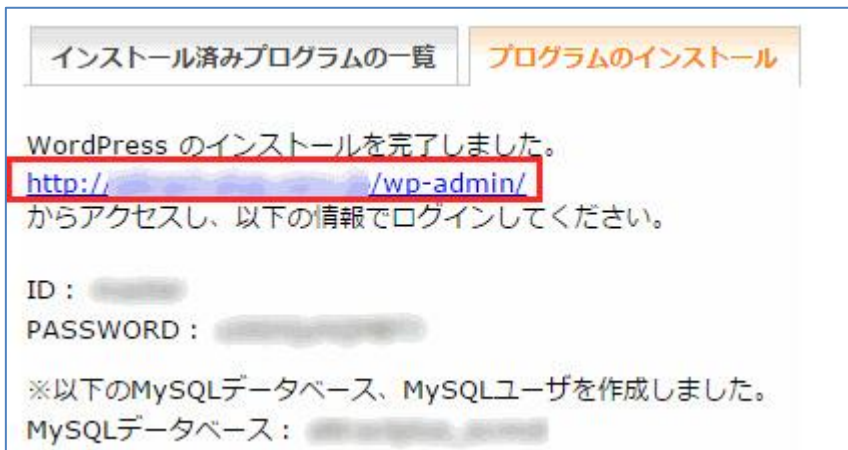 インストール済みプログラムの一覧
プログラムのインストール
WordPress のインストールを完了しました。
http:/ /wp-admin/
からアクセスし、以下の情報でログインしてください。
ID：
PASSWORD：
※以下のMySQLデータベース、MySQLユーザを作成しました。
MySQLデータベース：